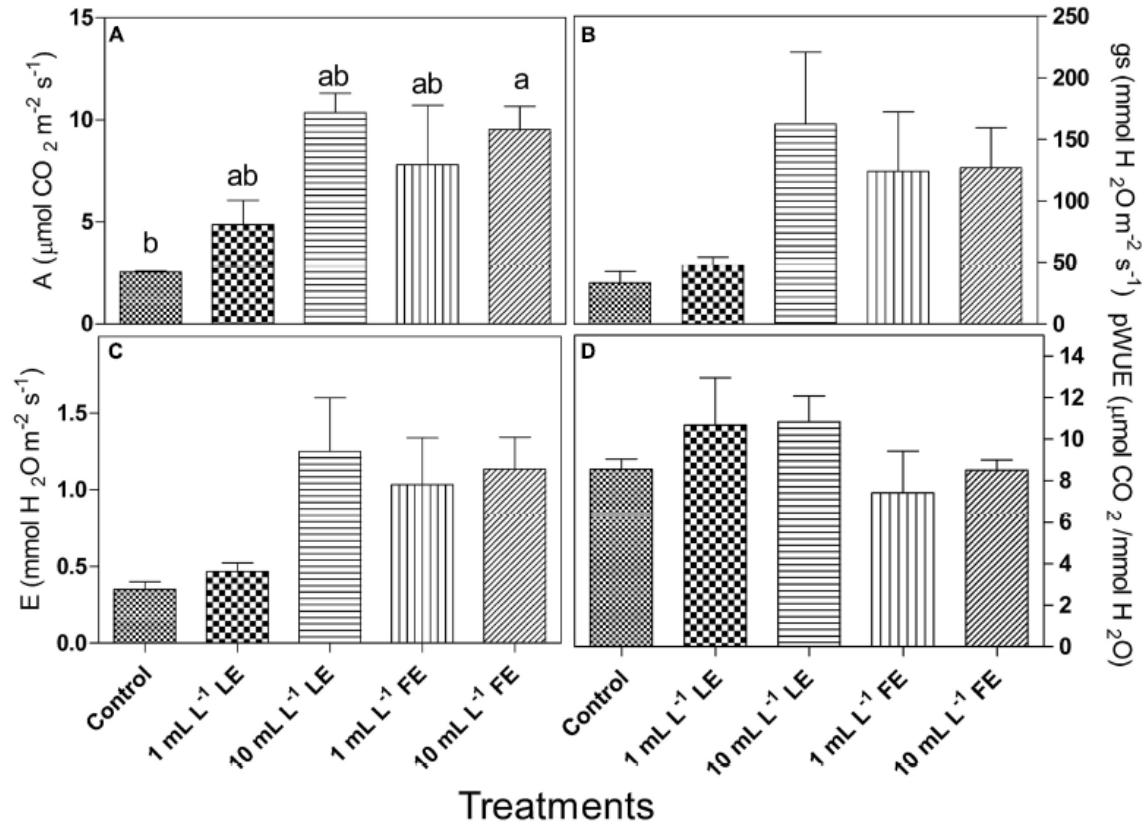 A
A (μmol CO 2 m-2 s-1)
15
10
5
0
b
ab
ab
ab
a
B
250
200
150
100
50
0
gs (mmol H 2O m-2 s-1)
C
E (mmol H 2O m-2 s-1)
1.5
1.0
0.5
0.0
D
14
12
10
8
6
4
2
0
pWUE (μmol CO 2 /mmol H 2O)
Control
1 mL L-1 LE
10 mL L-1 LE
1 mL L-1 FE
10 mL L-1 FE
Control
1 mL L-1 LE
10 mL L-1 LE
1 mL L-1 FE
10 mL L-1 FE
Treatments